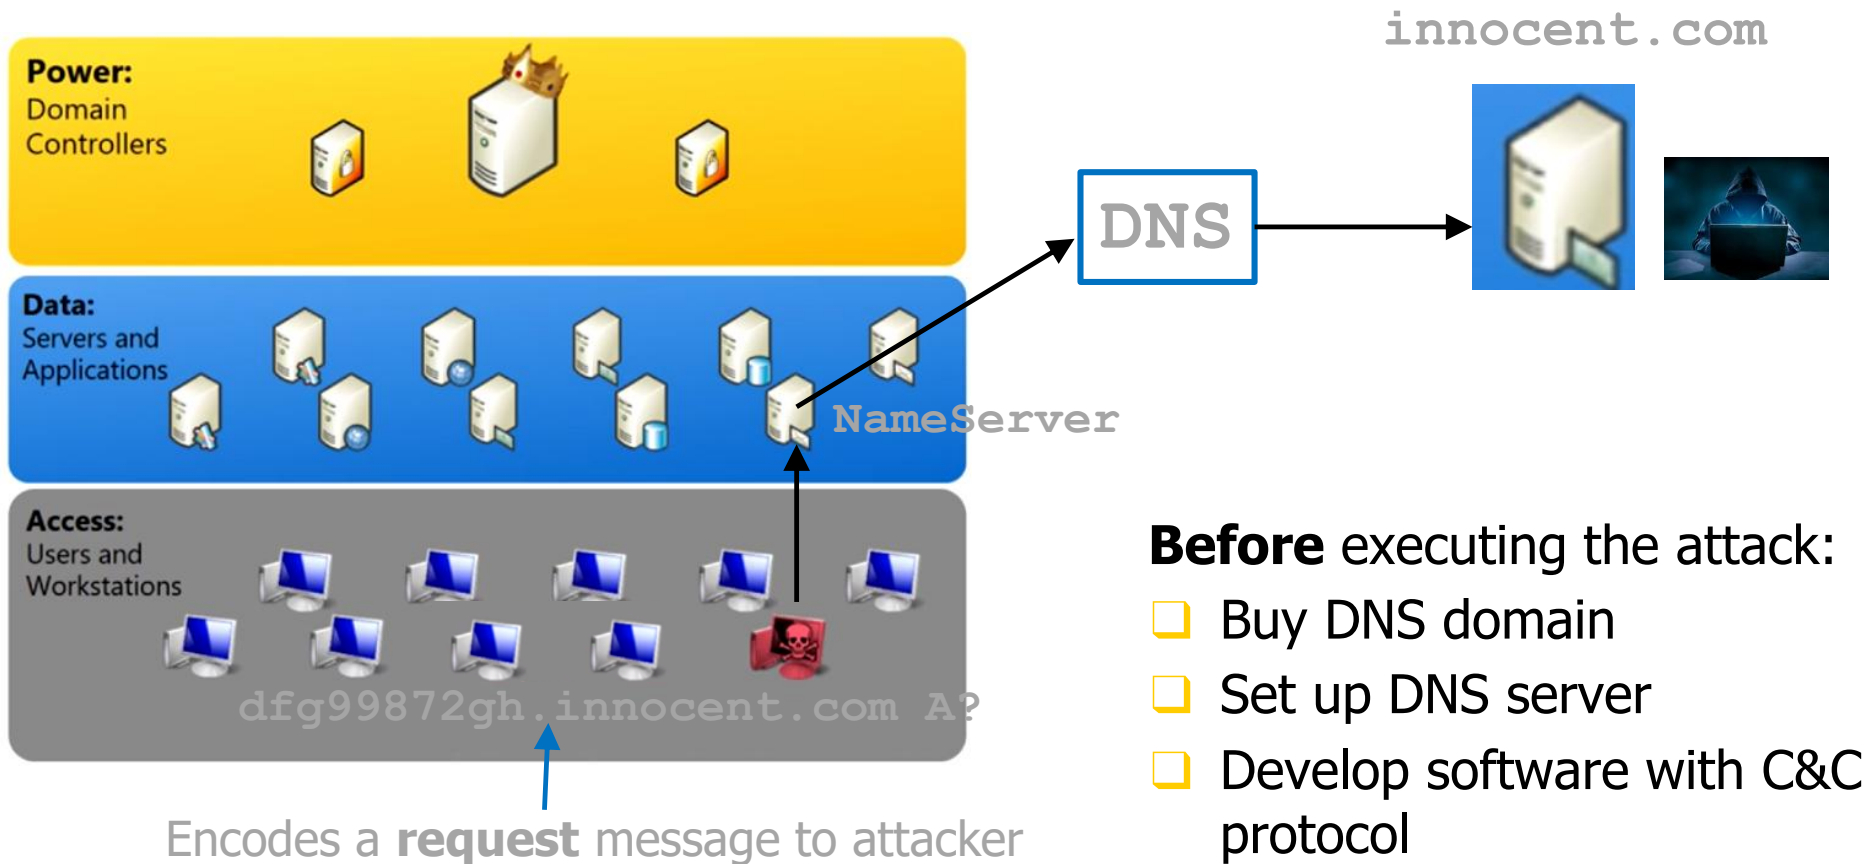 innocent.com
Power:
Domain
Controllers
DNS
Data:
Servers and
Applications
NameServer
Access:
Users and
Workstations
dfg99872gh.innocent.com A?
Encodes a request message to attacker
Before executing the attack:
Buy DNS domain
Set up DNS server
Develop software with C&C
protocol